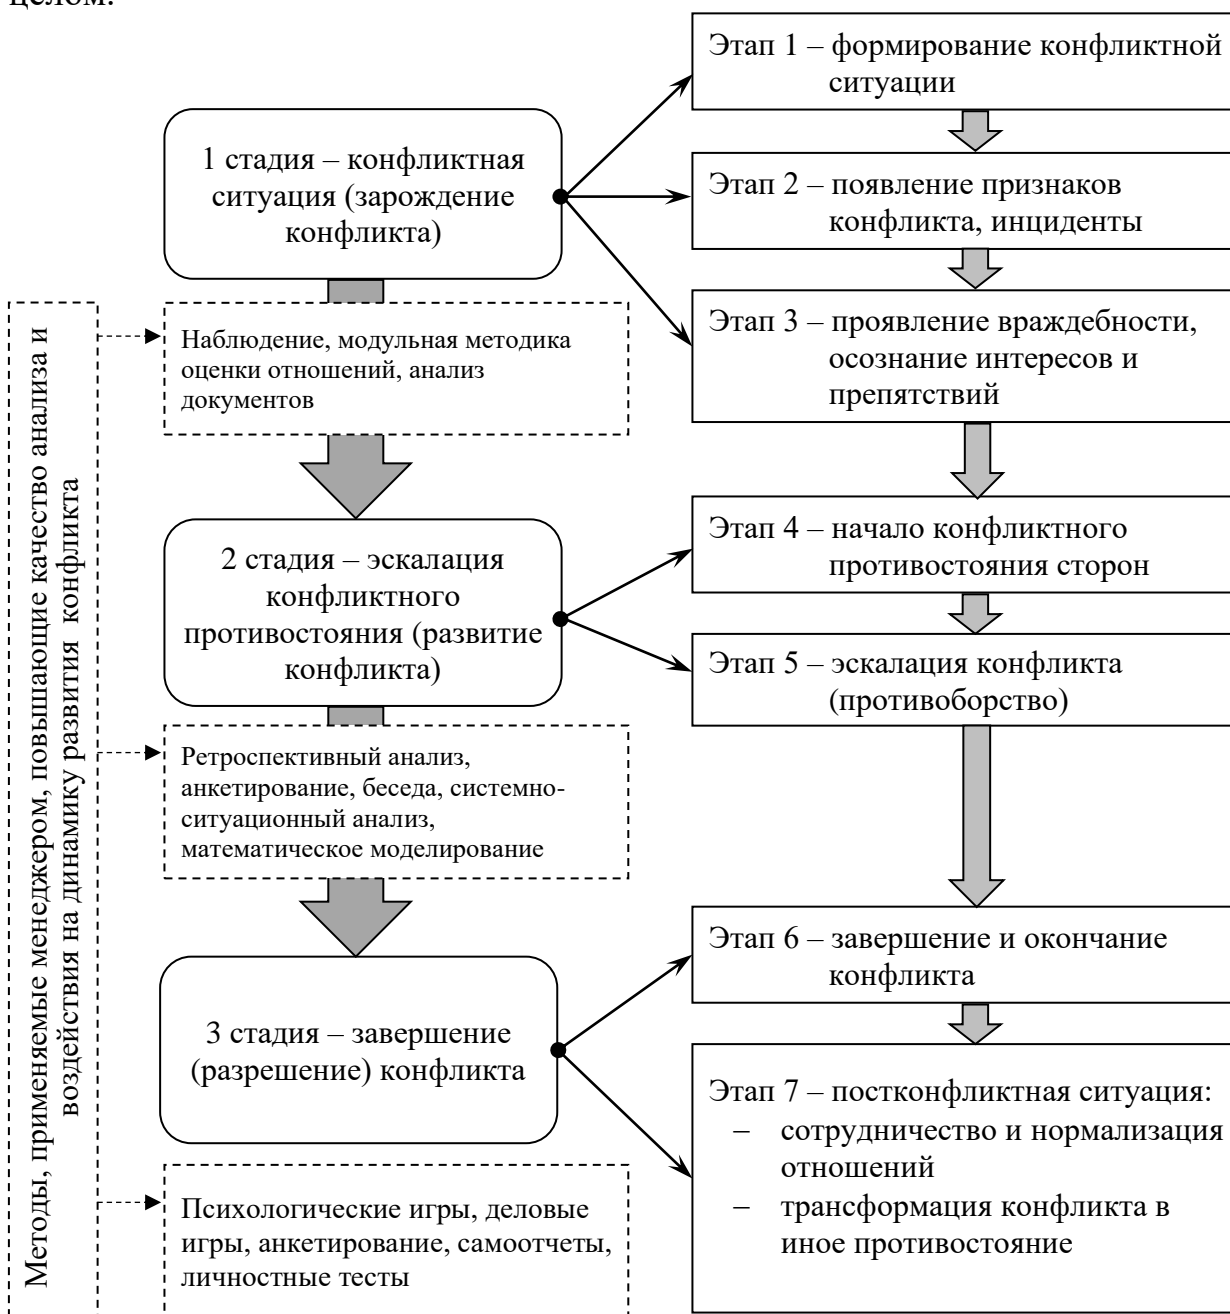 целом.
Этап 1 – формирование конфликтной
ситуации
1 стадия – конфликтная
ситуация (зарождение
конфликта)
Этап 2 – появление признаков
конфликта, инциденты
Этап 3 – проявление враждебности,
осознание интересов и
препятствий
Наблюдение, модульная методика
оценки отношений, анализ
документов
Методы, применяемые менеджером, повышающие качество анализа и
воздействия на динамику развития конфликта
2 стадия – эскалация
конфликтного
противостояния (развитие
конфликта)
Этап 4 – начало конфликтного
противостояния сторон
Этап 5 – эскалация конфликта
(противоборство)
Ретроспективный анализ,
анкетирование, беседа, системно-
ситуационный анализ,
математическое моделирование
3 стадия – завершение
(разрешение) конфликта
Этап 6 – завершение и окончание
конфликта
Этап 7 – постконфликтная ситуация:
– сотрудничество и нормализация
отношений
– трансформация конфликта в
иное противостояние
Психологические игры, деловые
игры, анкетирование, самоотчеты,
личностные тесты